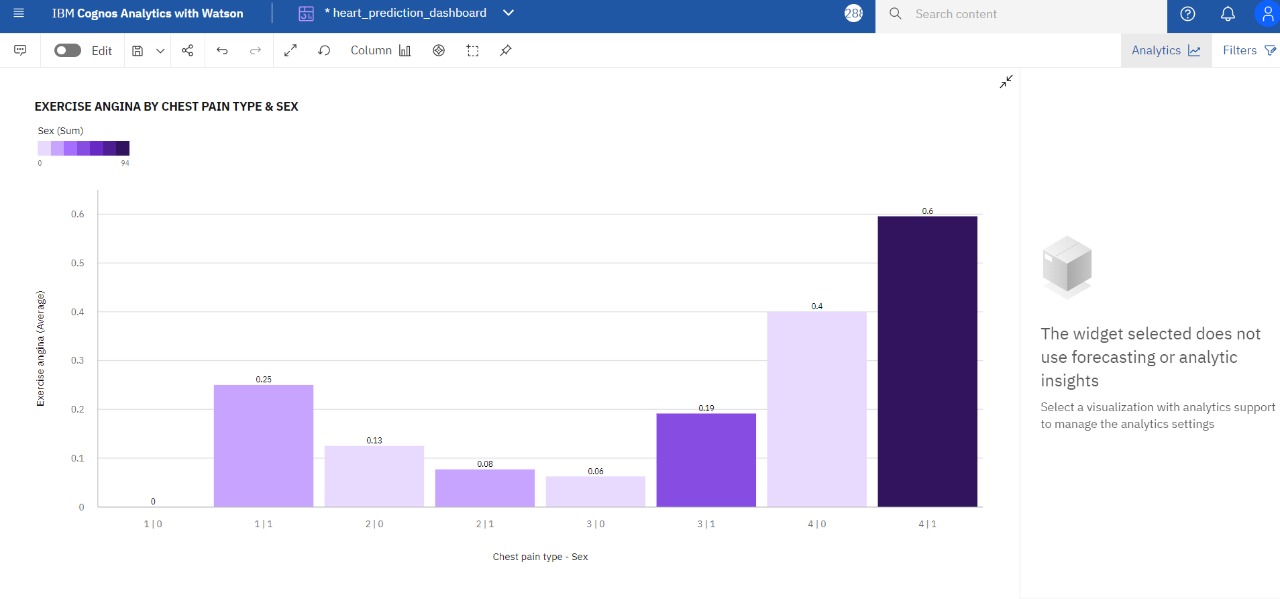 IBM Cognos Analytics with Watson
* heart_prediction_dashboard
288
Search content
Edit
Column
Analytics
Filters
EXERCISE ANGINA BY CHEST PAIN TYPE & SEX
Sex (Sum)
0 94
Exercise angina (Average)
0.6
0.5
0.4
0.3
0.2
0.1
0
0
0.25
0.13
0.08
0.06
0.19
0.4
0.6
1 | 0
1 | 1
2 | 0
2 | 1
3 | 0
3 | 1
4 | 0
4 | 1
Chest pain type - Sex
The widget selected does not
use forecasting or analytic
insights
Select a visualization with analytics support
to manage the analytics settings